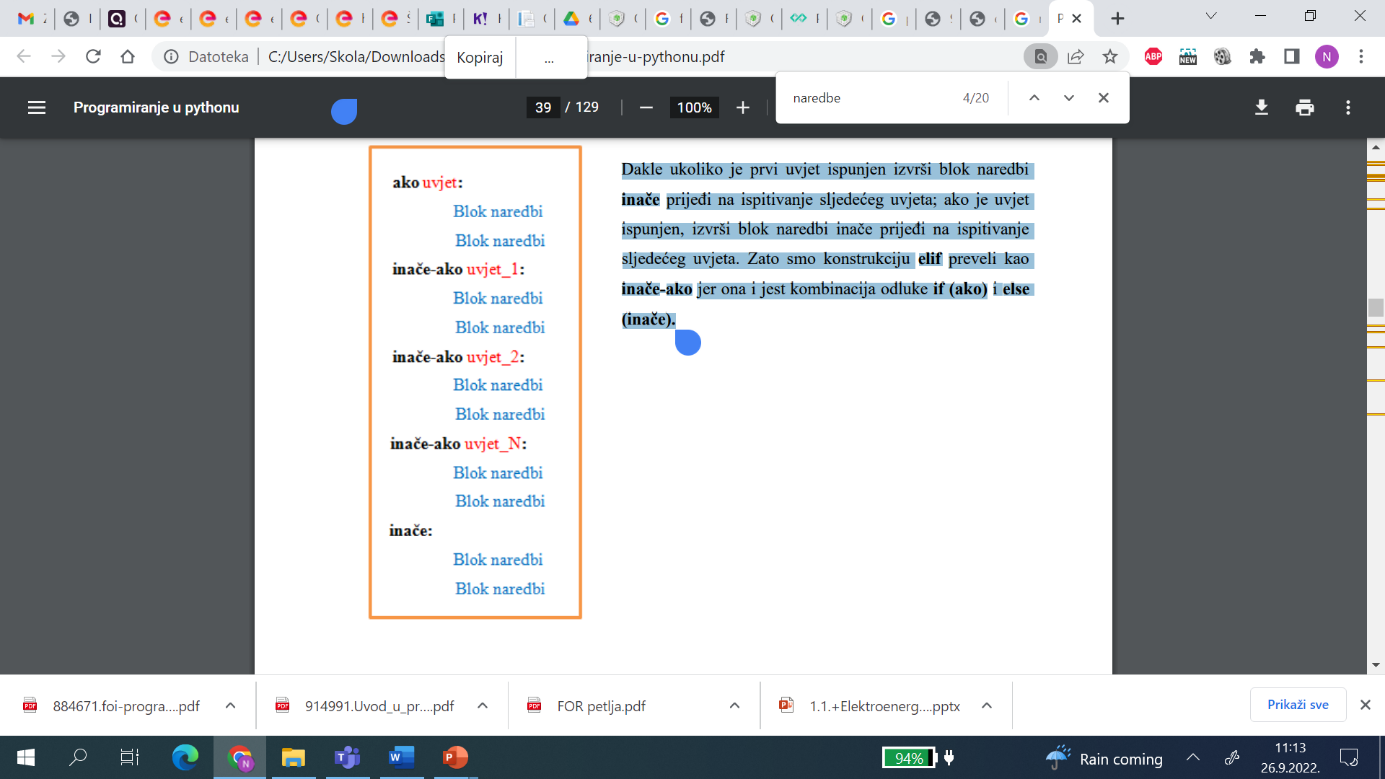 Datoteka
C:/Users/Skola/Downloads
iranje-u-pythonu.pdf
Kopiraj
...
ABP
NEW
N
Programiranje u pythonu
39 / 129
100%
naredbe
4/20
ako uvjet:
Blok naredbi
Blok naredbi
inače-ako uvjet_1:
Blok naredbi
Blok naredbi
inače-ako uvjet_2:
Blok naredbi
Blok naredbi
inače-ako uvjet_N:
Blok naredbi
Blok naredbi
inače:
Blok naredbi
Blok naredbi
Dakle ukoliko je prvi uvjet ispunjen izvrši blok naredbi
inače prijeđi na ispitivanje sljedećeg uvjeta; ako je uvjet
ispunjen, izvrši blok naredbi inače prijeđi na ispitivanje
sljedećeg uvjeta. Zato smo konstrukciju elif preveli kao
inače-ako jer ona i jest kombinacija odluke if (ako) i else
(inače).
884671.foi-progra....pdf
914991.Uvod_u_pr....pdf
FOR petlja.pdf
1.1.+Elektroenerg....pptx
Prikaži sve
94%
Rain coming
11:13
26.9.2022.